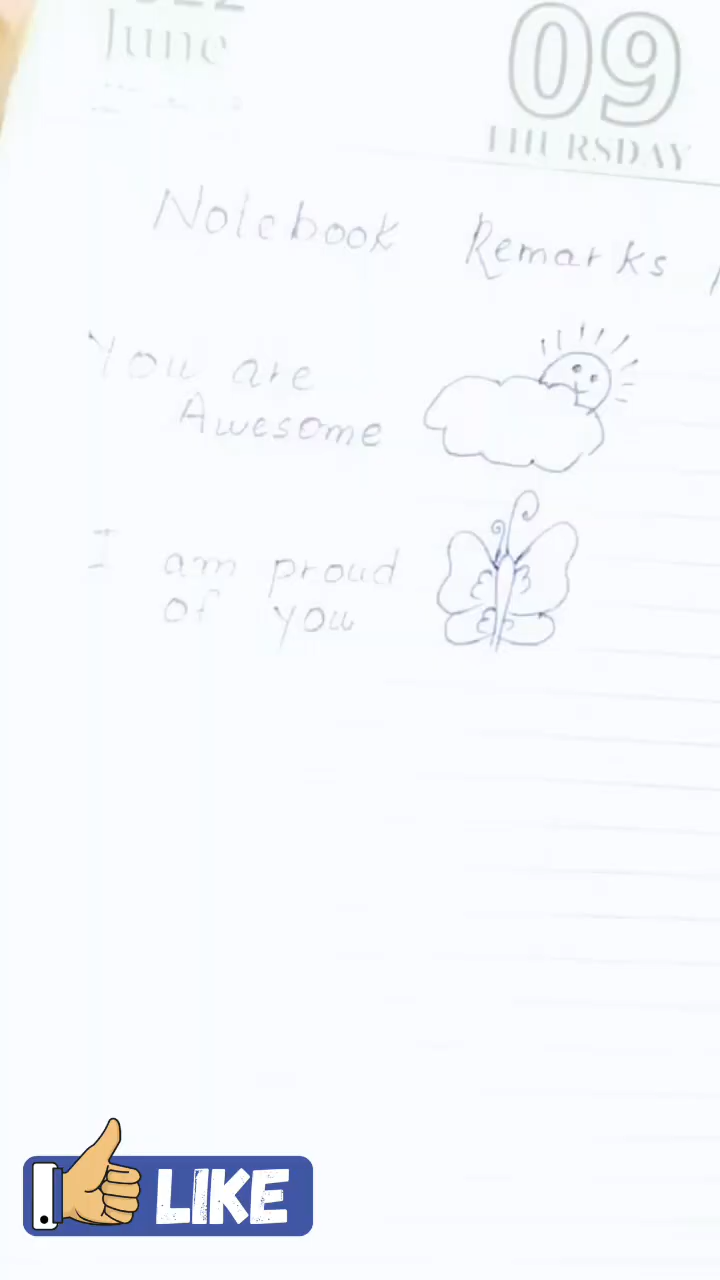 June
09
THURSDAY
Notebook Remarks
You are
Awesome
I am proud
of you
LIKE